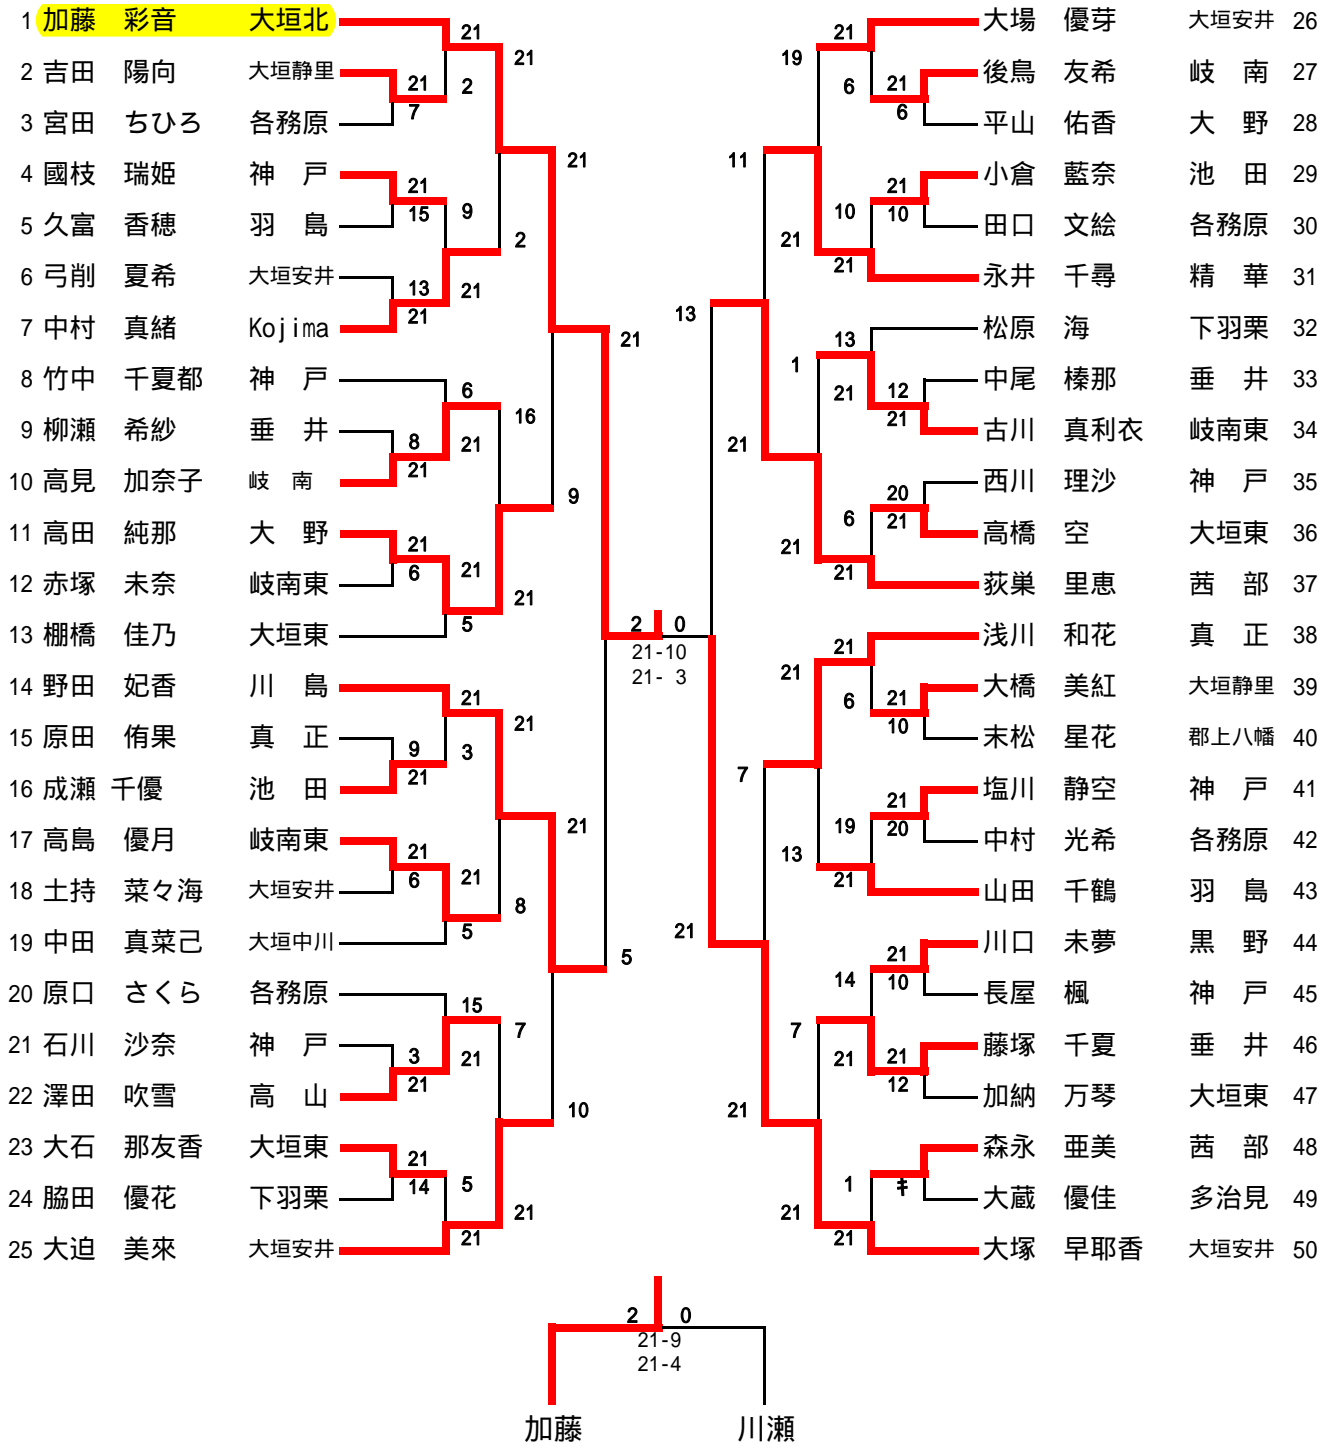 1 加藤 彩音 大垣北
2 吉田 陽向 大垣静里
3 宮田 ちひろ 各務原
4 國枝 瑞姫 神 戸
5 久富 香穂 羽 島
6 弓削 夏希 大垣安井
7 中村 真緒 Kojima
8 竹中 千夏都 神 戸
9 柳瀬 希紗 垂 井
10 高見 加奈子 岐 南
11 高田 純那 大 野
12 赤塚 未奈 岐南東
13 棚橋 佳乃 大垣東
14 野田 妃香 川 島
15 原田 侑果 真 正
16 成瀬 千優 池 田
17 高島 優月 岐南東
18 土持 菜々海 大垣安井
19 中田 真菜己 大垣中川
20 原口 さくら 各務原
21 石川 沙奈 神 戸
22 澤田 吹雪 高 山
23 大石 那友香 大垣東
24 脇田 優花 下羽栗
25 大迫 美來 大垣安井
21
7
21
15
13
21
8
21
21
6
9
21
21
6
3
21
21
14
21
2
9
21
6
21
21
5
21
3
21
5
15
21
5
21
21
2
16
21
21
8
7
21
21
9
21
10
21
5
2 0
21-10
21- 3
13
21
11
21
7
21
19
21
1
21
21
13
7
21
21
6
10
21
13
21
6
21
21
6
19
21
14
21
1
21
21
6
21
10
12
21
20
21
21
10
21
20
21
10
21
12
キ
大場 優芽 大垣安井 26
後鳥 友希 岐 南 27
平山 佑香 大 野 28
小倉 藍奈 池 田 29
田口 文絵 各務原 30
永井 千尋 精 華 31
松原 海 下羽栗 32
中尾 榛那 垂 井 33
古川 真利衣 岐南東 34
西川 理沙 神 戸 35
高橋 空 大垣東 36
荻巣 里恵 茜 部 37
浅川 和花 真 正 38
大橋 美紅 大垣静里 39
末松 星花 郡上八幡 40
塩川 静空 神 戸 41
中村 光希 各務原 42
山田 千鶴 羽 島 43
川口 未夢 黒 野 44
長屋 楓 神 戸 45
藤塚 千夏 垂 井 46
加納 万琴 大垣東 47
森永 亜美 茜 部 48
大蔵 優佳 多治見 49
大塚 早耶香 大垣安井 50
2 0
21-9
21-4
加藤 川瀬